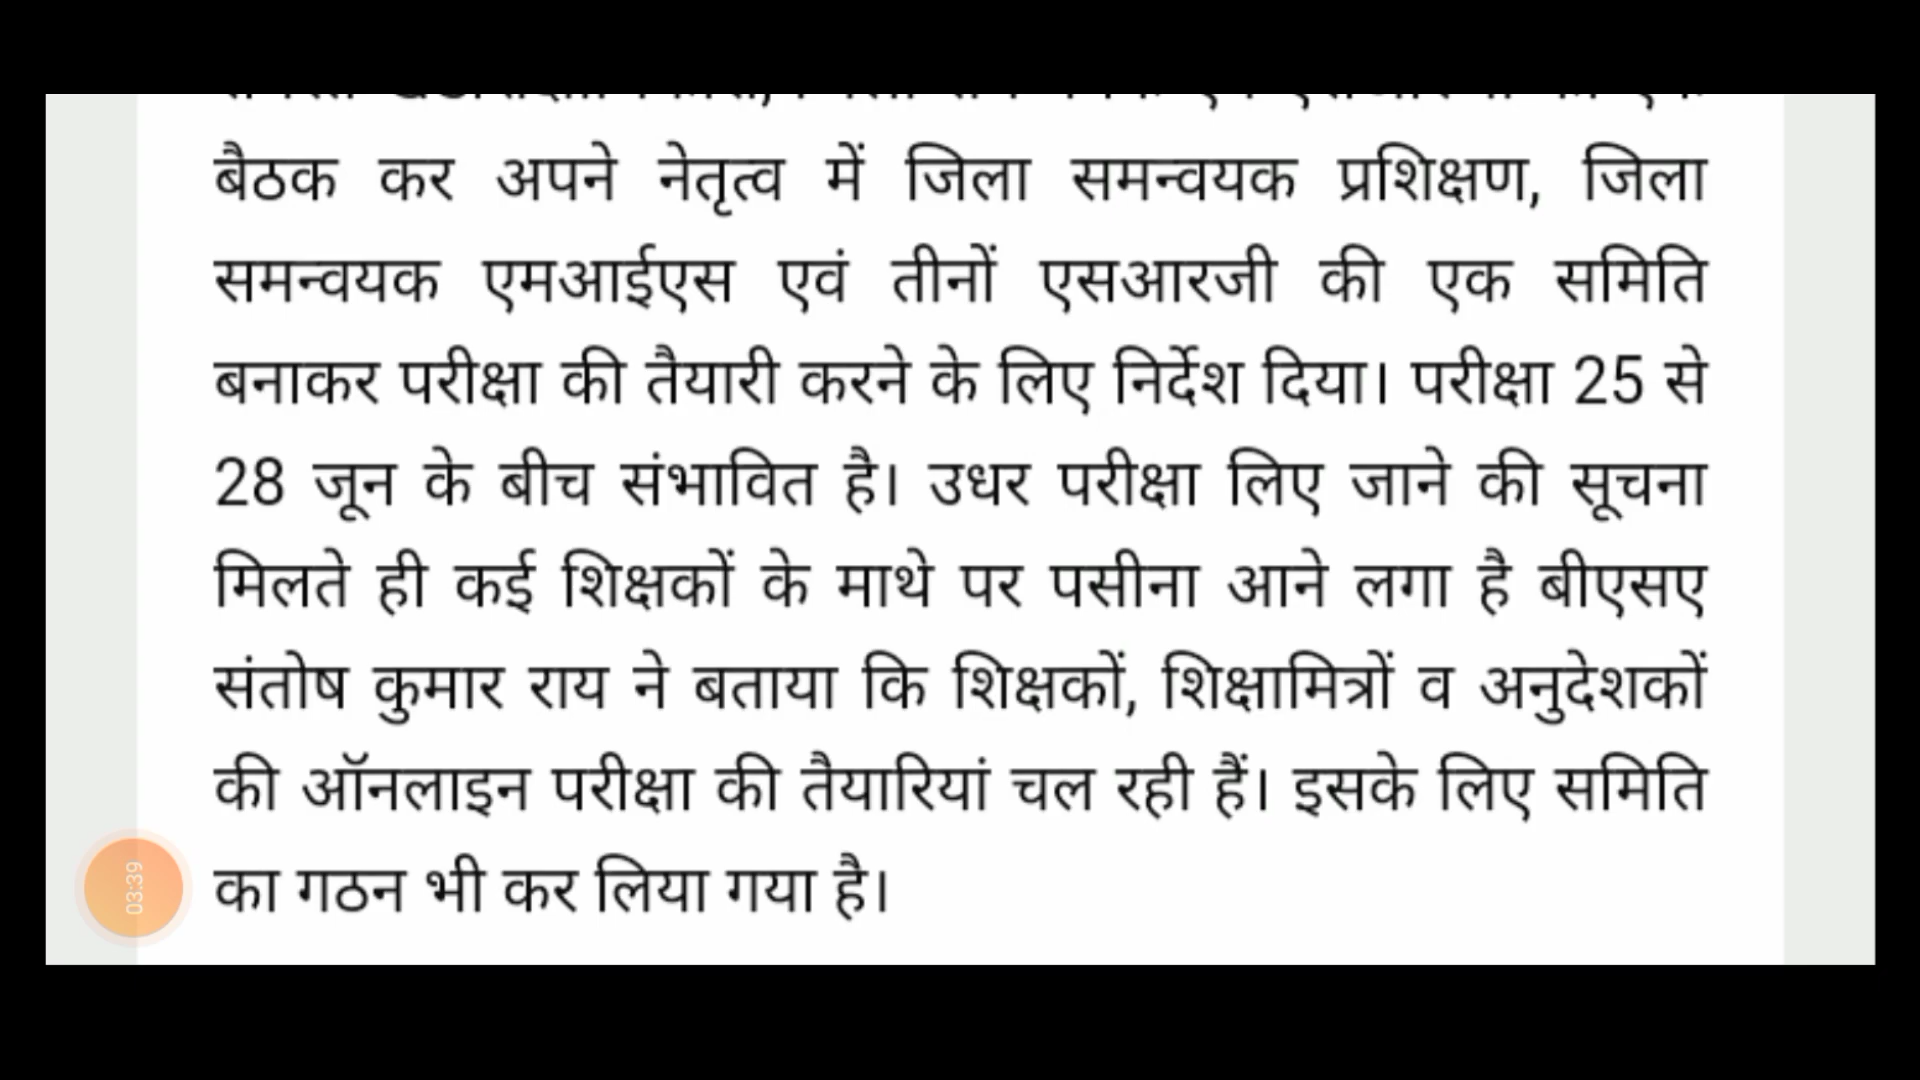 बैठक कर अपने नेतृत्व में जिला समन्वयक प्रशिक्षण, जिला
समन्वयक एमआईएस एवं तीनों एसआरजी की एक समिति
बनाकर परीक्षा की तैयारी करने के लिए निर्देश दिया। परीक्षा 25 से
28 जून के बीच संभावित है। उधर परीक्षा लिए जाने की सूचना
मिलते ही कई शिक्षकों के माथे पर पसीना आने लगा है बीएसए
संतोष कुमार राय ने बताया कि शिक्षकों, शिक्षामित्रों व अनुदेशकों
की ऑनलाइन परीक्षा की तैयारियां चल रही हैं। इसके लिए समिति
का गठन भी कर लिया गया है।
03:39